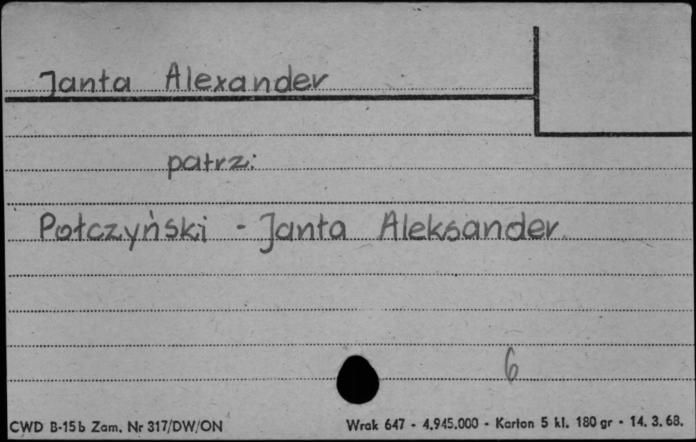 Janta Alexander
patrz:
Połczyński - Janta Aleksander
6
CWD B-15b Zam. Nr 317/DW/ON Wrak 647 - 4.945.000 - Karton 5 kl. 180 gr - 14. 3. 68.